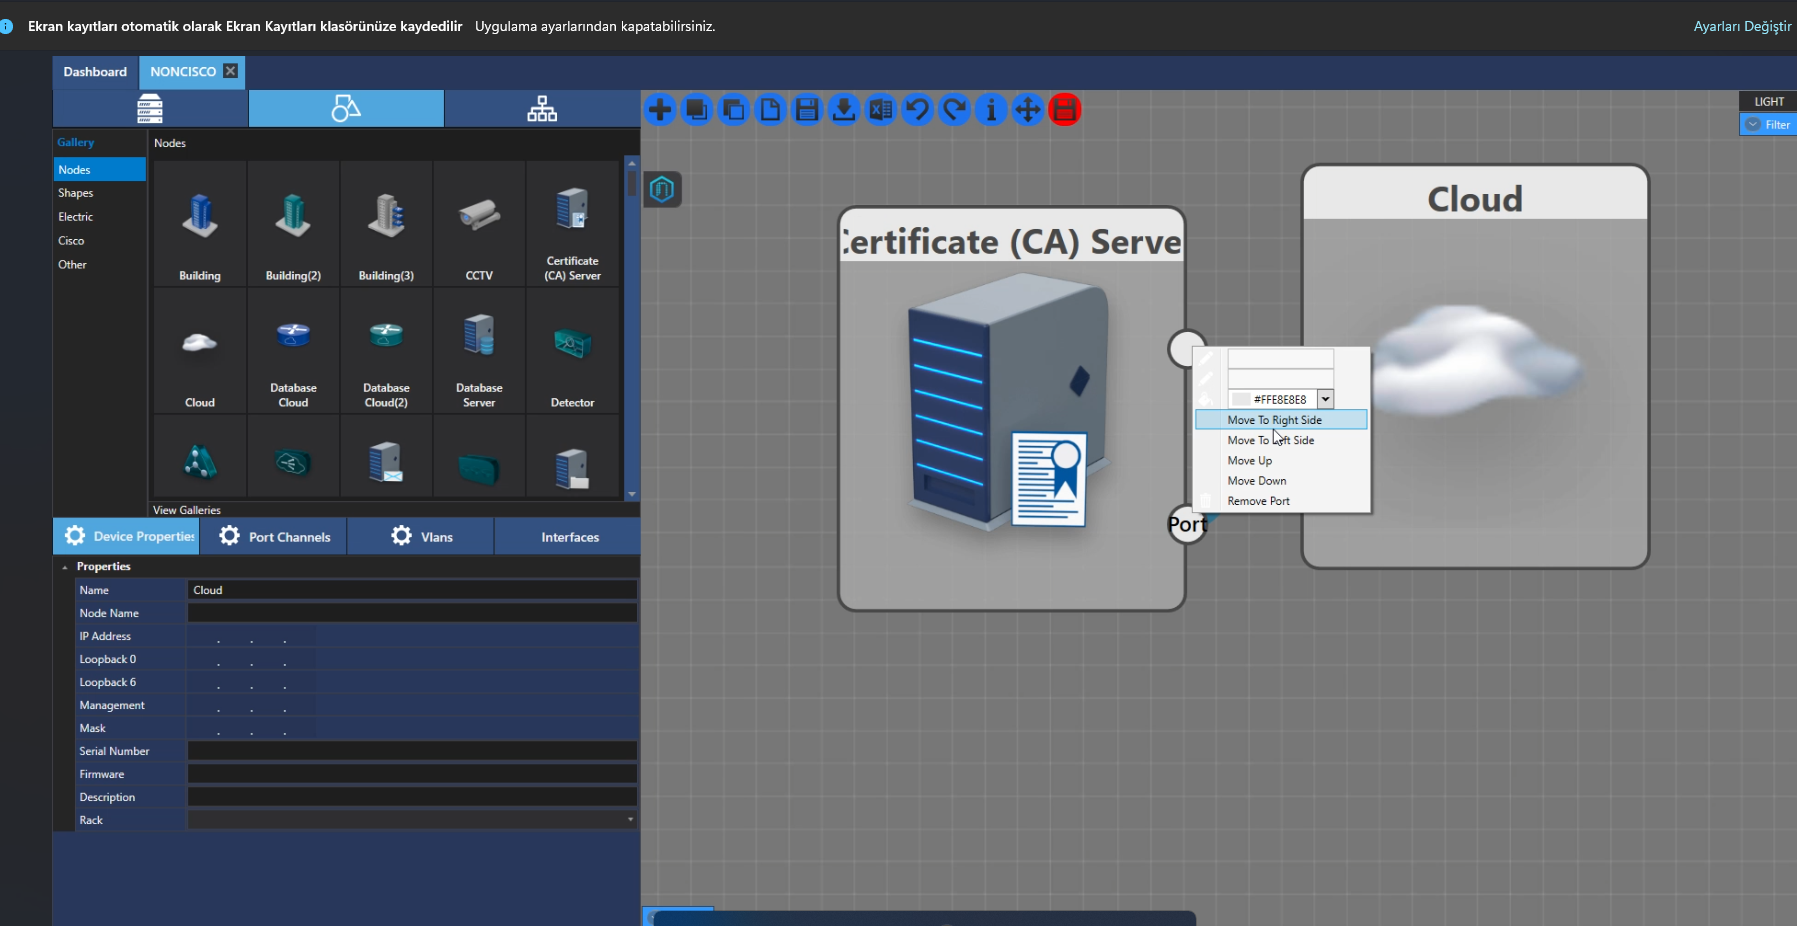 Ekran kayıtları otomatik olarak Ekran Kayıtları klasörünüze kaydedilir Uygulama ayarlarından kapatabilirsiniz.
Ayarları Değiştir
Dashboard
NONCISCO
LIGHT
Filter
Gallery
Nodes
Shapes
Electric
Cisco
Other
Nodes
Building
Building(2)
Building(3)
CCTV
Certificate
(CA) Server
Cloud
Database
Cloud
Database
Cloud(2)
Database
Server
Detector
View Galleries
Device Properties
Port Channels
Vlans
Interfaces
Properties
Name
Cloud
Node Name
IP Address
. . .
Loopback 0
. . .
Loopback 6
. . .
Management
. . .
Mask
. . .
Serial Number
Firmware
Description
Rack
ertificate (CA) Serve
Cloud
#FFE8E8E8
Move To Right Side
Move To ft Side
Move Up
Move Down
Remove Port
Port